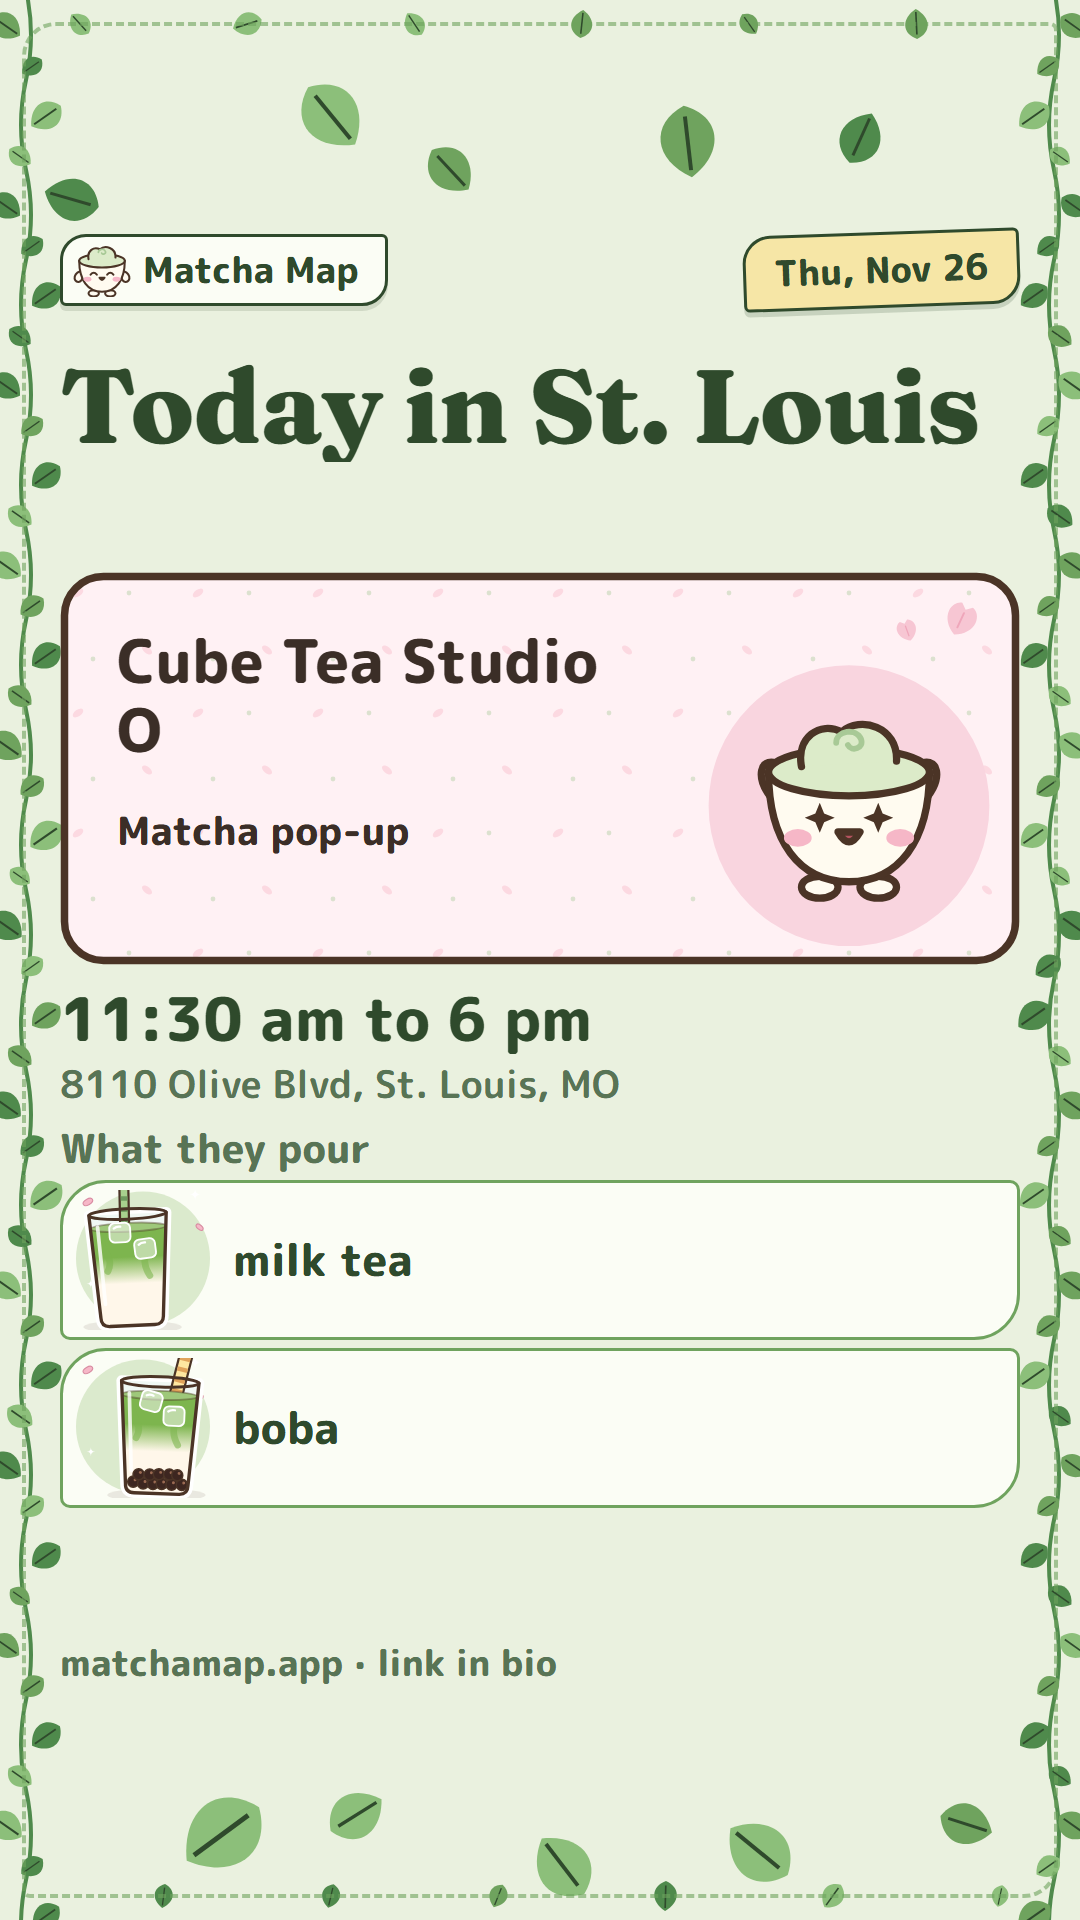 Matcha Map
Thu, Nov 26
Today in St. Louis
Cube Tea Studio
O
Matcha pop-up
11:30 am to 6 pm
8110 Olive Blvd, St. Louis, MO
What they pour
milk tea
boba
matchamap.app · link in bio